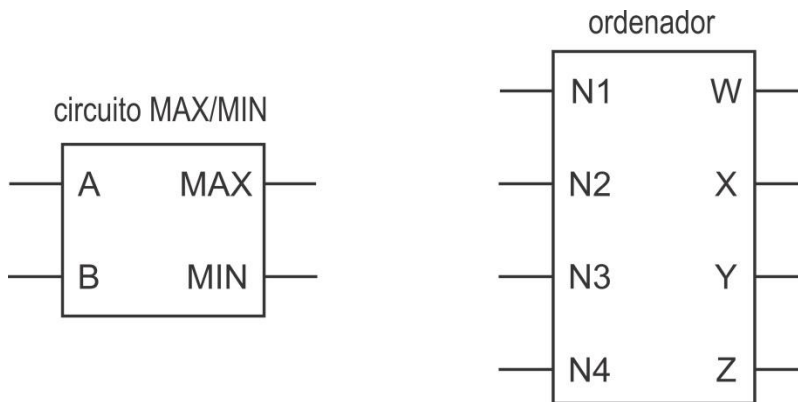 circuito MAX/MIN
A MAX
B MIN
ordenador
N1 W
N2 X
N3 Y
N4 Z